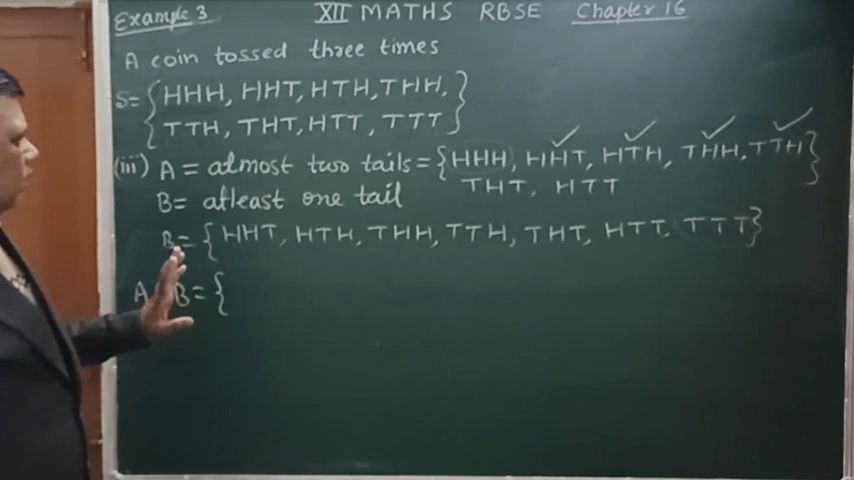 Example 3 XII MATHS RBSE Chapter 16
A coin tossed three times
S={HHH, HHT, HTH, THH,
TTH, THT, HTT, TTT}
(iii) A = almost two tails = {HHH, HHT, HTH, THH, TTH}
THT, HTT
B= atleast one tail
B= {HHT, HTH, THH, TTH, THT, HTT, TTT}
A B= {